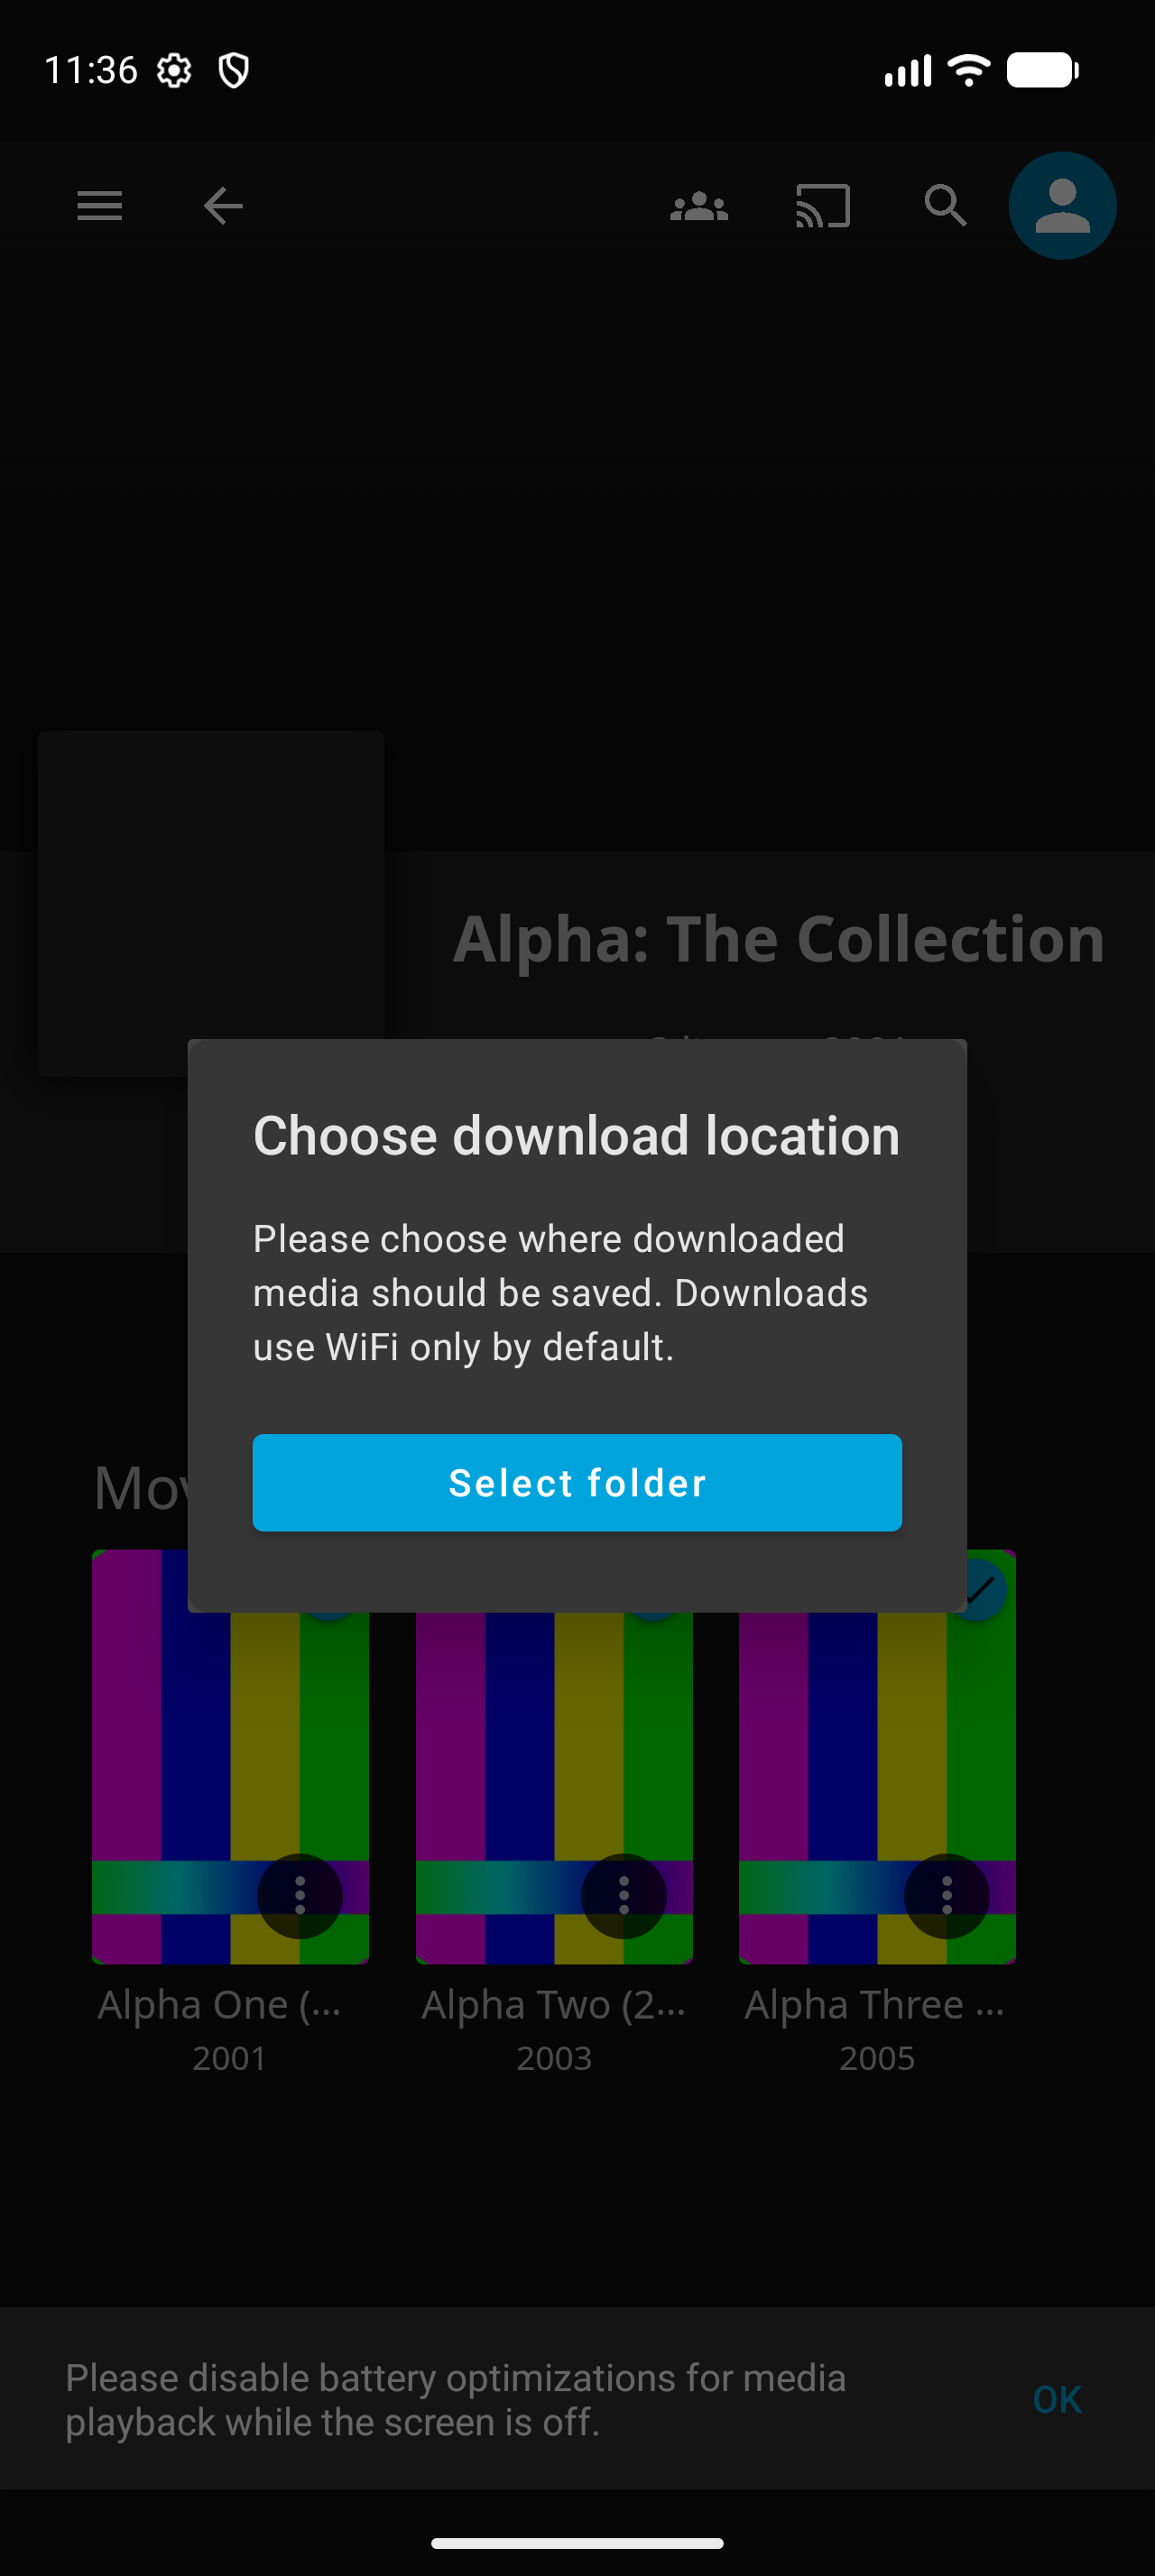 11:36
Alpha: The Collection
Choose download location
Please choose where downloaded
media should be saved. Downloads
use WiFi only by default.
Select folder
Alpha One (...
Alpha Two (2...
Alpha Three ...
2001
2003
2005
Please disable battery optimizations for media
playback while the screen is off.
OK